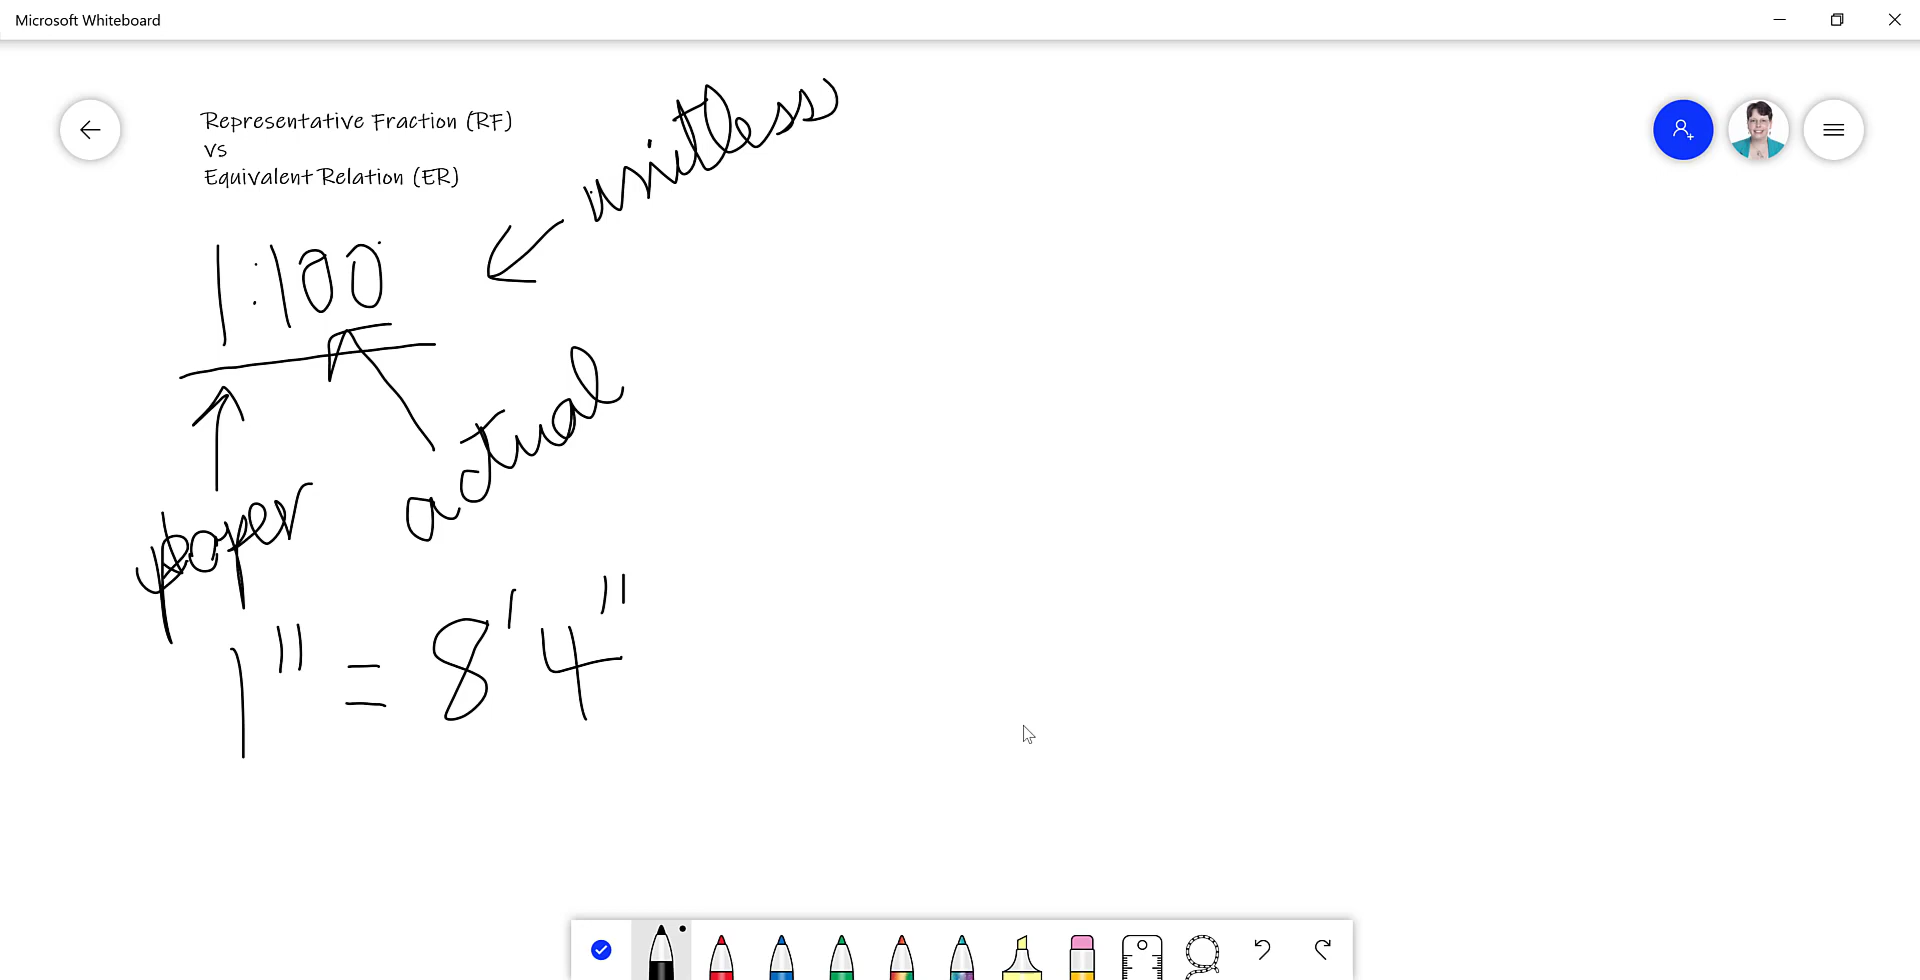 Microsoft Whiteboard
Representative Fraction (RF)
vs
Equivalent Relation (ER)
unitless
1:100
actual
paper
1" = 8' 4"